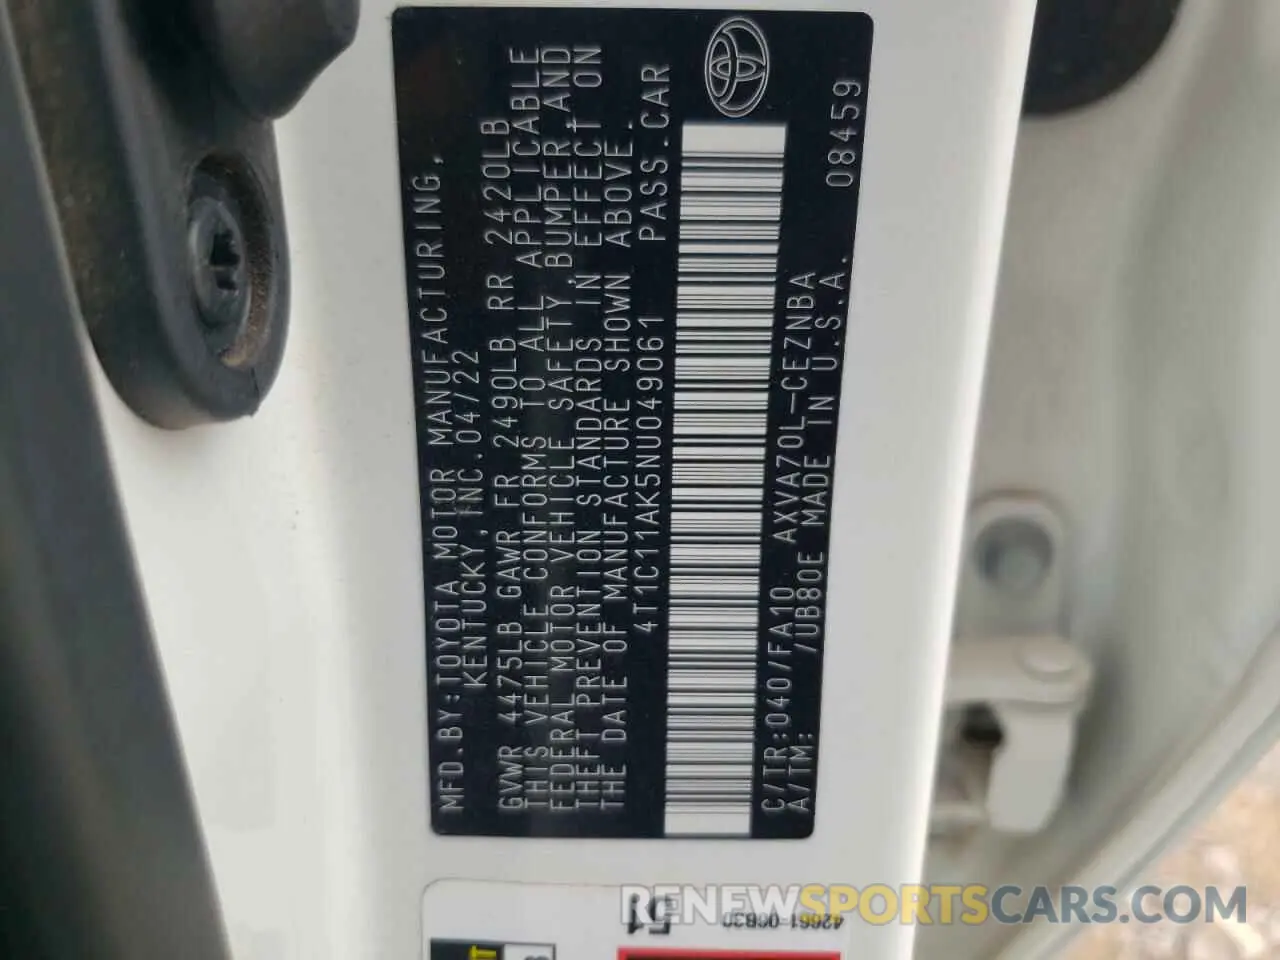 MFD.BY:TOYOTA MOTOR MANUFACTURING,
KENTUCKY, INC. 04/22
GVWR 4475LB GAWR FR 2490LB RR 2420LB
THIS VEHICLE CONFORMS TO ALL APPLICABLE
FEDERAL MOTOR VEHICLE SAFETY, BUMPER, AND
THEFT PREVENTION STANDARDS IN EFFECT ON
THE DATE OF MANUFACTURE SHOWN ABOVE.
4T1C11AK5NU049061 PASS.CAR
C/TR:040/FA10 AXVA70L-CEZNBA 08459
A/TM: /UB80E MADE IN U.S.A.
51
RENEWSPORTSCARS.COM